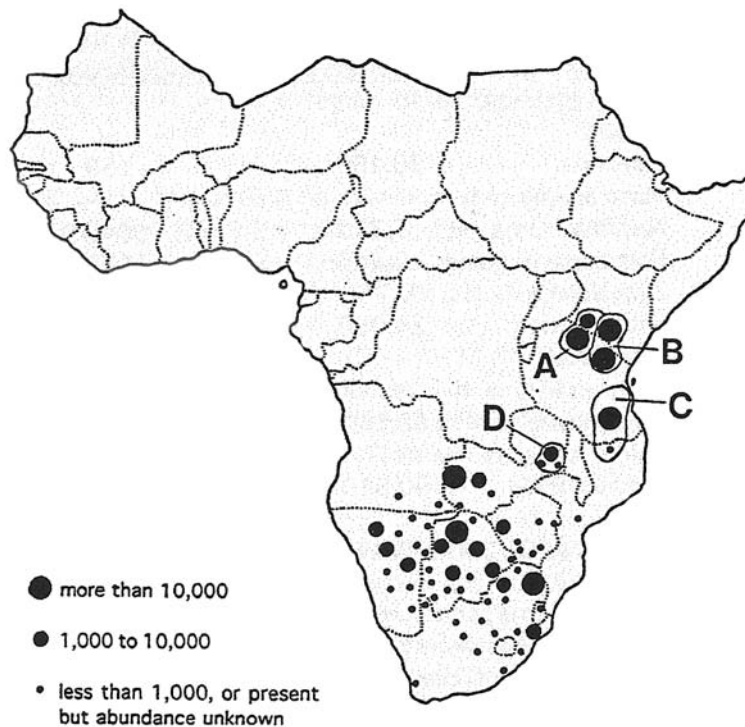 A
B
C
D
more than 10,000
1,000 to 10,000
less than 1,000, or present
but abundance unknown